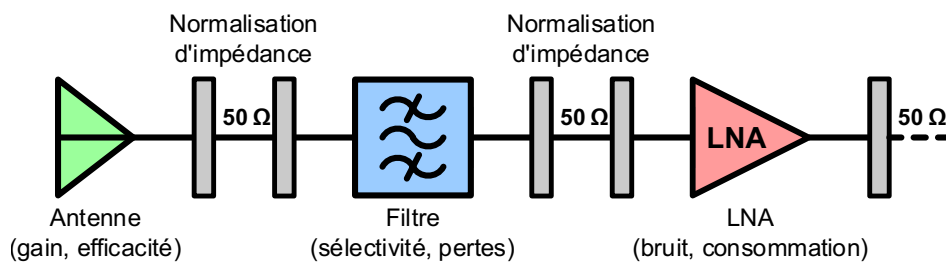 Normalisation
d'impédance
Normalisation
d'impédance
50 Ω
50 Ω
50 Ω
LNA
Antenne
(gain, efficacité)
Filtre
(sélectivité, pertes)
LNA
(bruit, consommation)